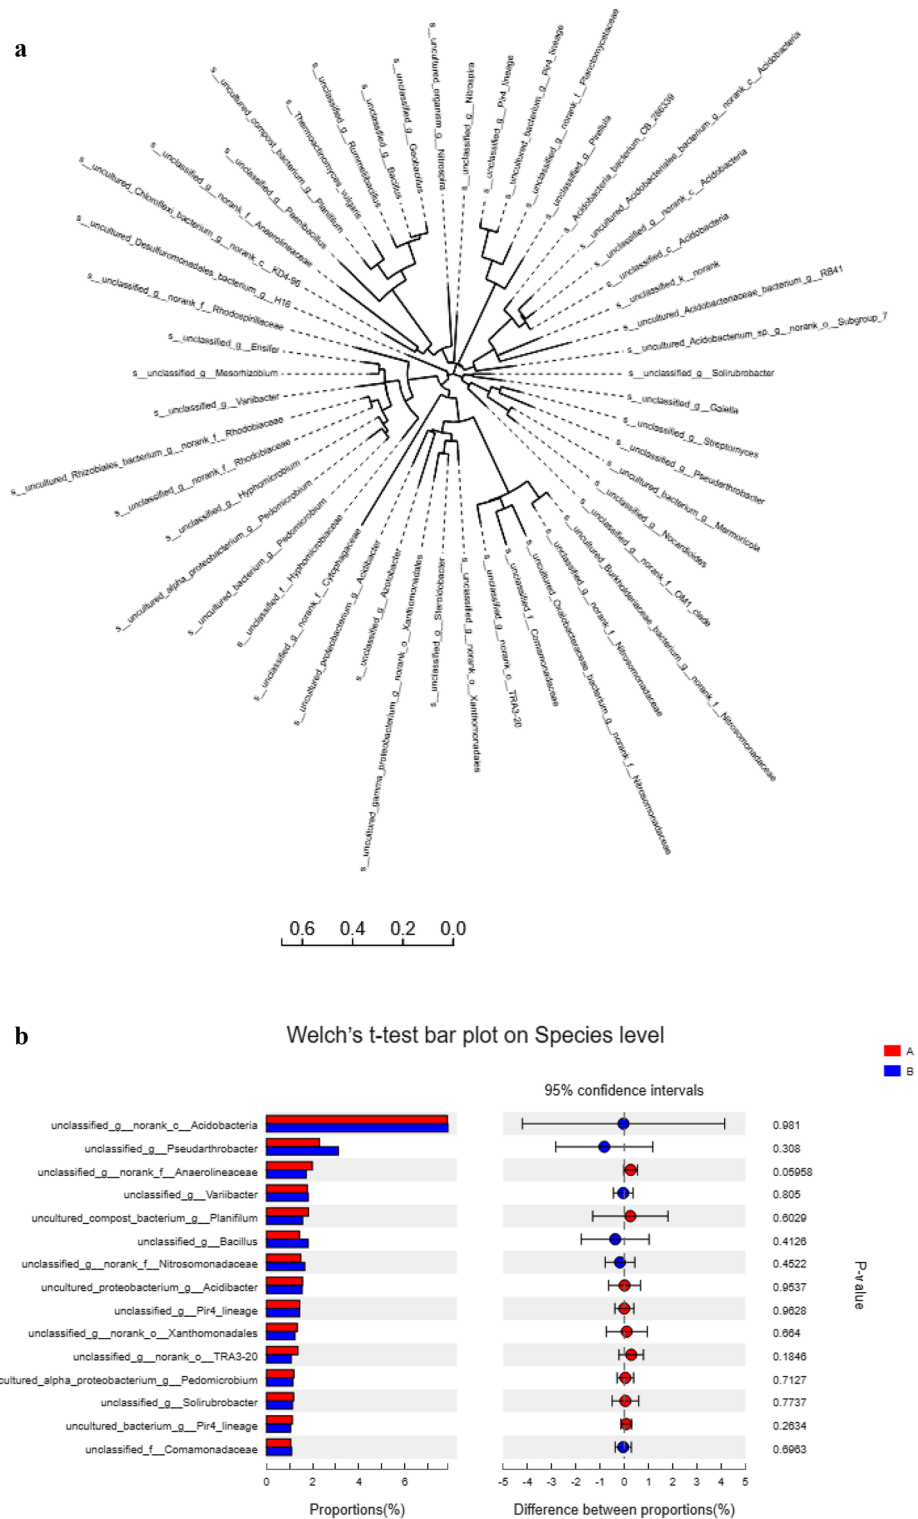 a
s__uncultured_organism_g__Nitrospira
s__unclassified_g__Nitrospira
s__unclassified_g__Pir4_lineage
s__uncultured_bacterium_g__Pir4_lineage
s__unclassified_g__norank_f__Planctomycetaceae
s__unclassified_g__Pirellula
s__Acidobacteria_bacterium_CB_286339
s__uncultured_Acidobacteriales_bacterium_g__norank_c__Acidobacteria
s__unclassified_g__norank_c__Acidobacteria
s__unclassified_c__Acidobacteria
s__unclassified_k__norank
s__uncultured_Acidobacteriaceae_bacterium_g__RB41
s__uncultured_Acidobacterium_sp._g__norank_o__Subgroup_7
s__unclassified_g__Solirubrobacter
s__unclassified_g__Gaiella
s__unclassified_g__Streptomyces
s__unclassified_g__Pseudarthrobacter
s__uncultured_bacterium_g__Marmoricola
s__unclassified_g__Nocardioides
s__unclassified_g__norank_f__OM1_clade
s__uncultured_Burkholderiaceae_bacterium_g__norank_f__Nitrosomonadaceae
s__unclassified_g__norank_f__Nitrosomonadaceae
s__uncultured_Oxalobacteraceae_bacterium_g__norank_f__Nitrosomonadaceae
s__unclassified_f__Comamonadaceae
s__unclassified_g__norank_o__TRA3-20
s__unclassified_g__norank_o__Xanthomonadales
s__unclassified_g__Steroidobacter
s__uncultured_gamma_proteobacterium_g__norank_o__Xanthomonadales
s__unclassified_g__Azotobacter
s__uncultured_proteobacterium_g__Acidibacter
s__unclassified_g__norank_f__Cytophagaceae
s__unclassified_f__Hyphomicrobiaceae
s__uncultured_bacterium_g__Pedomicrobium
s__uncultured_alpha_proteobacterium_g__Pedomicrobium
s__unclassified_g__Hyphomicrobium
s__unclassified_g__norank_f__Rhodobiaceae
s__uncultured_Rhizobiales_bacterium_g__norank_f__Rhodobiaceae
s__unclassified_g__Variibacter
s__unclassified_g__Mesorhizobium
s__unclassified_g__Ensifer
s__unclassified_g__norank_f__Rhodospirillaceae
s__uncultured_Desulfuromonadales_bacterium_g__H16
s__uncultured_Chloroflexi_bacterium_g__norank_c__KD4-96
s__unclassified_g__norank_f__Anaerolineaceae
s__unclassified_g__Paenibacillus
s__uncultured_compost_bacterium_g__Planifilum
s__Thermoactinomyces_vulgaris
s__unclassified_g__Rummeliibacillus
s__unclassified_g__Bacillus
s__unclassified_g__Geobacillus
0.6 0.4 0.2 0.0
b
Welch's t-test bar plot on Species level
A
B
95% confidence intervals
unclassified_g__norank_c__Acidobacteria 0.981
unclassified_g__Pseudarthrobacter 0.308
unclassified_g__norank_f__Anaerolineaceae 0.05958
unclassified_g__Variibacter 0.805
uncultured_compost_bacterium_g__Planifilum 0.6029
unclassified_g__Bacillus 0.4126
unclassified_g__norank_f__Nitrosomonadaceae 0.4522
uncultured_proteobacterium_g__Acidibacter 0.9537
unclassified_g__Pir4_lineage 0.9628
unclassified_g__norank_o__Xanthomonadales 0.664
unclassified_g__norank_o__TRA3-20 0.1846
cultured_alpha_proteobacterium_g__Pedomicrobium 0.7127
unclassified_g__Solirubrobacter 0.7737
uncultured_bacterium_g__Pir4_lineage 0.2634
unclassified_f__Comamonadaceae 0.6963
P-value
0 2 4 6 -5 -4 -3 -2 -1 0 1 2 3 4 5
Proportions(%) Difference between proportions(%)